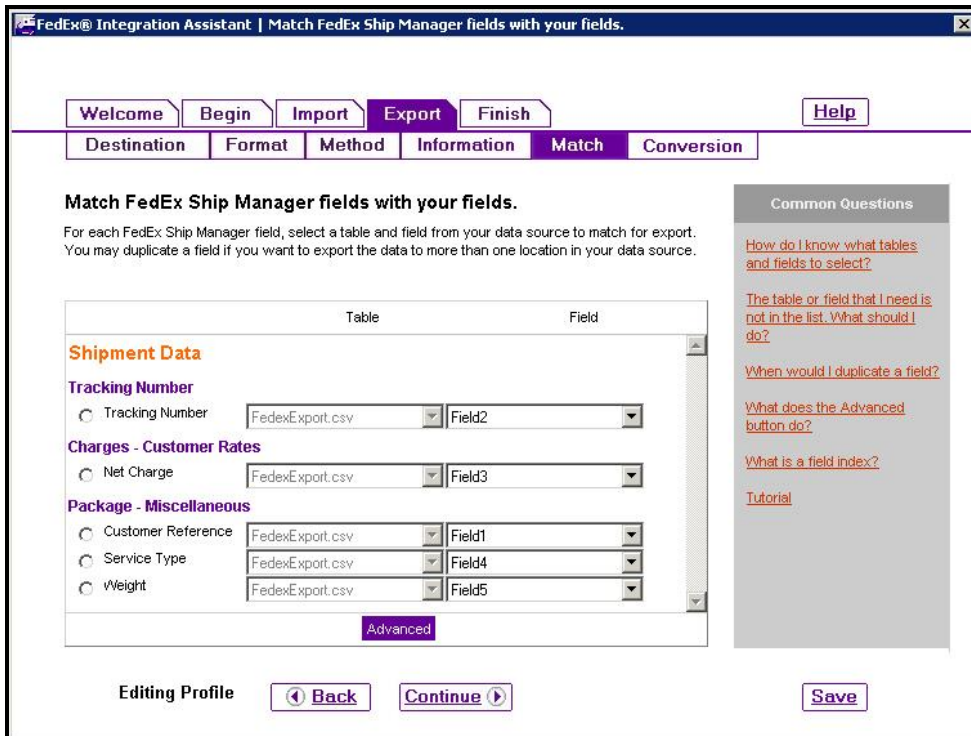 FedEx® Integration Assistant | Match FedEx Ship Manager fields with your fields.
Welcome Begin Import Export Finish Help
Destination Format Method Information Match Conversion
Match FedEx Ship Manager fields with your fields.
For each FedEx Ship Manager field, select a table and field from your data source to match for export.
You may duplicate a field if you want to export the data to more than one location in your data source.
Table Field
Shipment Data
Tracking Number
Tracking Number FedexExport.csv Field2
Charges - Customer Rates
Net Charge FedexExport.csv Field3
Package - Miscellaneous
Customer Reference FedexExport.csv Field1
Service Type FedexExport.csv Field4
Weight FedexExport.csv Field5
Advanced
Common Questions
How do I know what tables
and fields to select?
The table or field that I need is
not in the list. What should I
do?
When would I duplicate a field?
What does the Advanced
button do?
What is a field index?
Tutorial
Editing Profile Back Continue Save